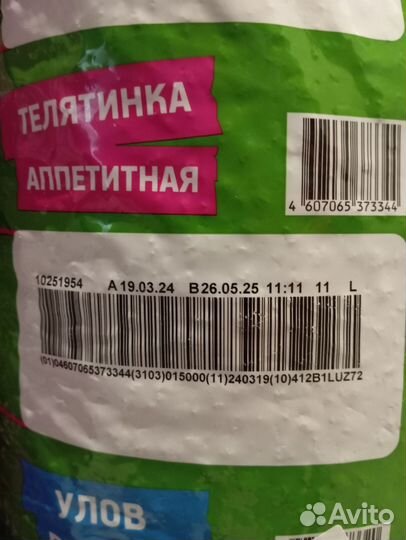 ТЕЛЯТИНКА
АППЕТИТНАЯ
4 607065 373344
10251954 A 19.03.24 B 26.05.25 11:11 11 L
(01)04607065373344(3103)015000(11)240319(10)412B1LUZ72
УЛОВ
Avito